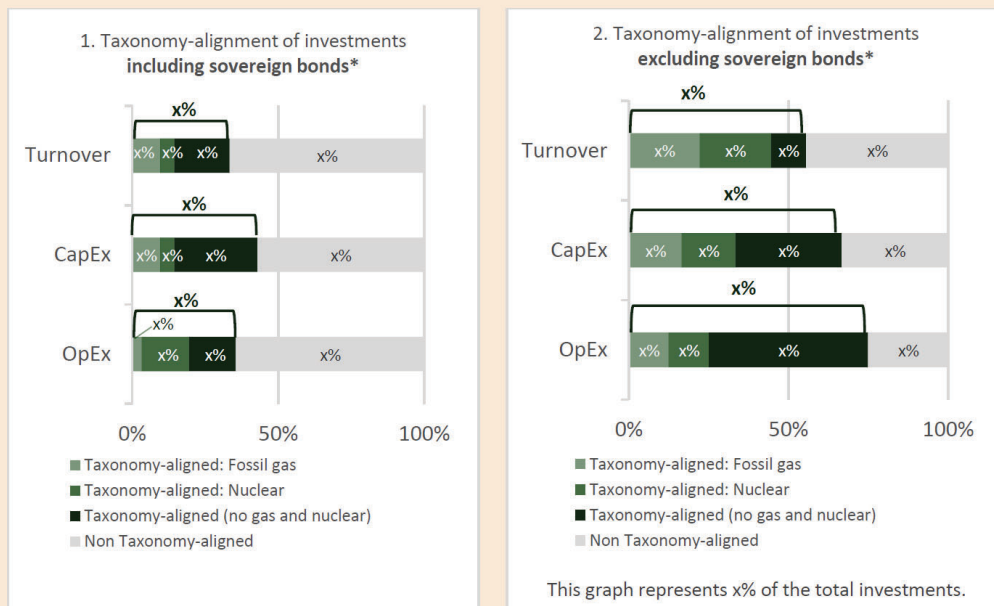 1. Taxonomy-alignment of investments
including sovereign bonds*
x%
Turnover
x% x% x% x%
x%
CapEx
x% x% x% x%
x%
x%
OpEx
x% x% x%
0% 50% 100%
Taxonomy-aligned: Fossil gas
Taxonomy-aligned: Nuclear
Taxonomy-aligned (no gas and nuclear)
Non Taxonomy-aligned
2. Taxonomy-alignment of investments
excluding sovereign bonds*
x%
Turnover
x% x% x% x%
x%
CapEx
x% x% x% x%
x%
OpEx
x% x% x% x%
0% 50% 100%
Taxonomy-aligned: Fossil gas
Taxonomy-aligned: Nuclear
Taxonomy-aligned (no gas and nuclear)
Non Taxonomy-aligned
This graph represents x% of the total investments.